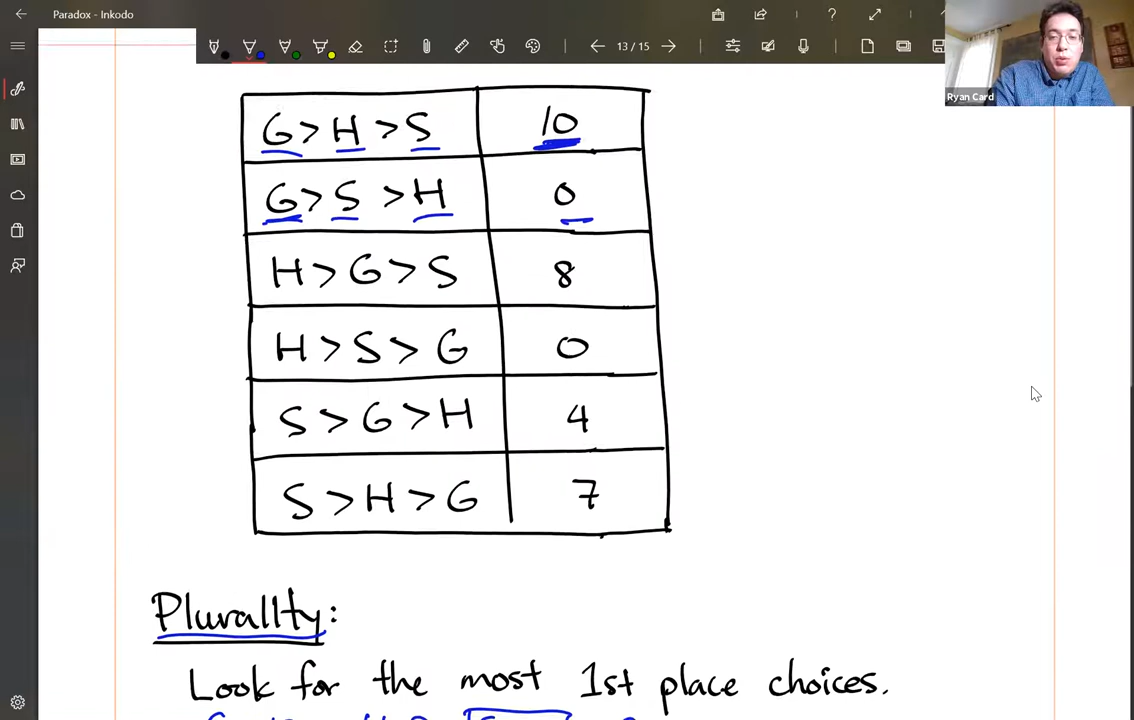 Paradox - Inkodo
13 / 15
Ryan Card
G > H > S 10
G > S > H 0
H > G > S 8
H > S > G 0
S > G > H 4
S > H > G 7
Plurality:
Look for the most 1st place choices.